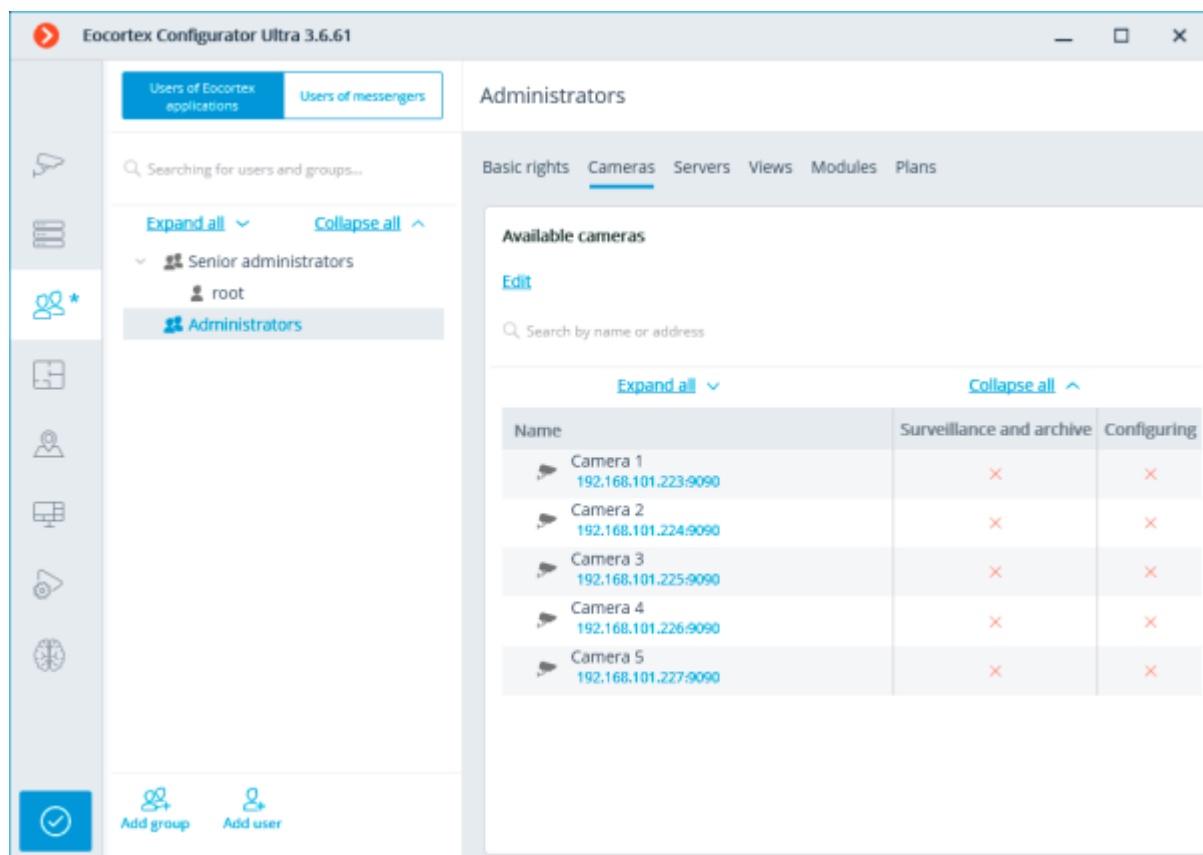 Eocortex Configurator Ultra 3.6.61
Users of Eocortex
applications
Users of messengers
Searching for users and groups...
Expand all
Collapse all
Senior administrators
root
*
Administrators
Add group
Add user
Administrators
Basic rights Cameras Servers Views Modules Plans
Available cameras
Edit
Search by name or address
Expand all
Collapse all
Name Surveillance and archive Configuring
Camera 1
192.168.101.223:9090
Camera 2
192.168.101.224:9090
Camera 3
192.168.101.225:9090
Camera 4
192.168.101.226:9090
Camera 5
192.168.101.227:9090